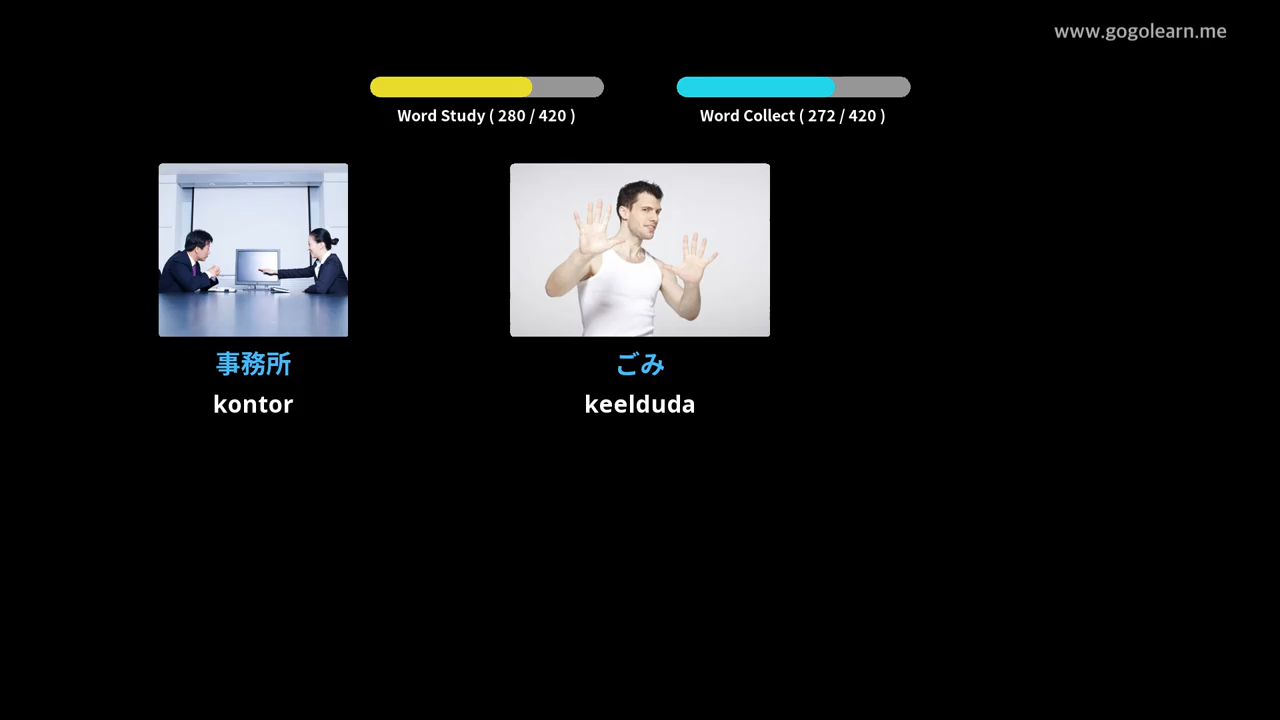 www.gogolearn.me
Word Study ( 280 / 420 )
Word Collect ( 272 / 420 )
事務所
kontor
ごみ
keelduda